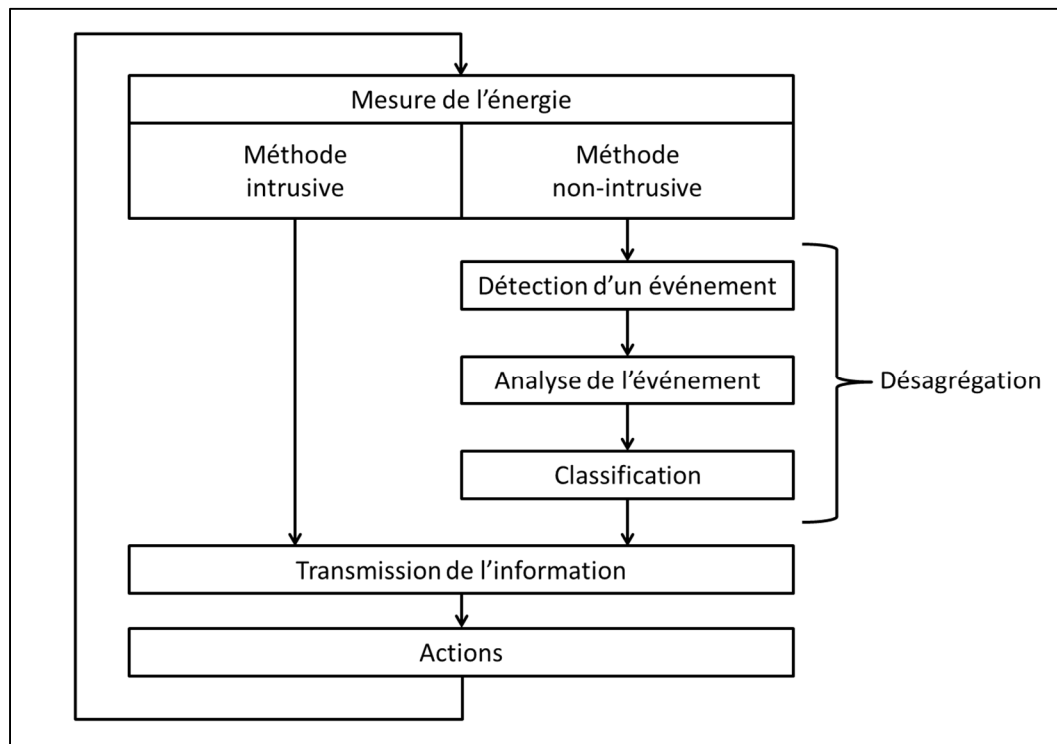 Mesure de l’énergie
Méthode
intrusive
Méthode
non-intrusive
Détection d’un événement
Analyse de l’événement
Classification
Désagrégation
Transmission de l’information
Actions